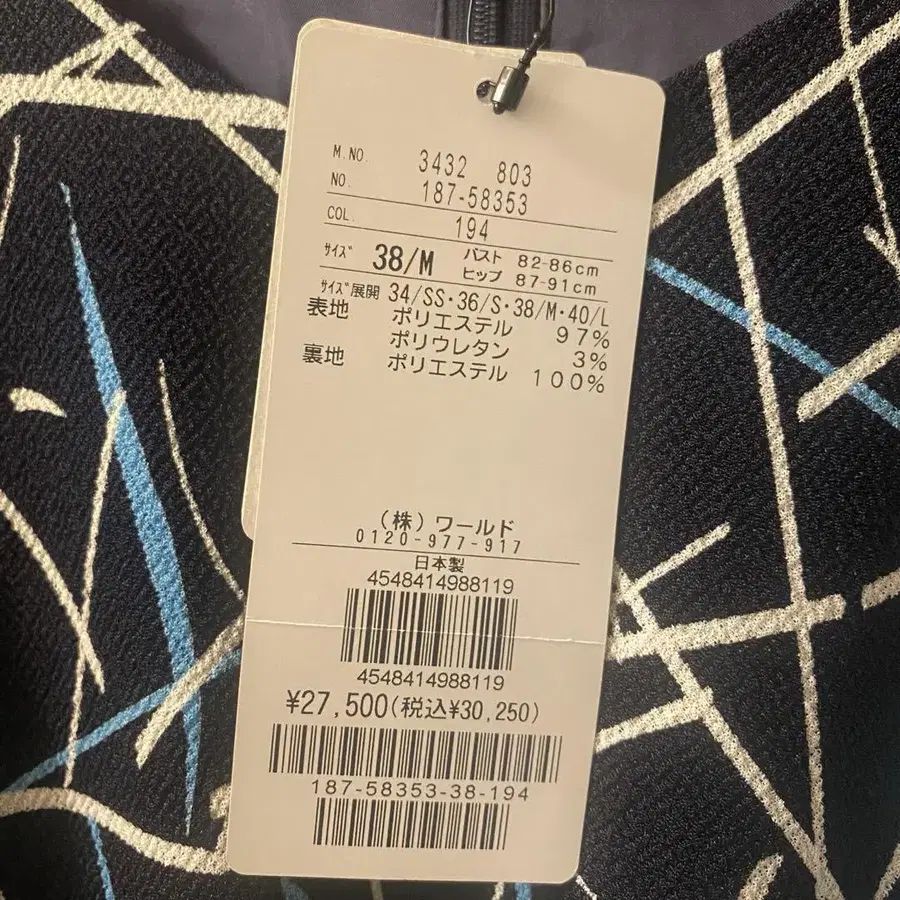 M.NO. 3432 803
NO. 187-58353
COL. 194
ｻｲｽﾞ 38/M バスト 82-86cm
ヒップ 87-91cm
ｻｲｽﾞ展開 34/SS・36/S・38/M・40/L
表地 ポリエステル 97%
ポリウレタン 3%
裏地 ポリエステル 100%
(株)ワールド
0120-977-917
日本製
4548414988119
4548414988119
¥27,500(税込¥30,250)
187-58353-38-194